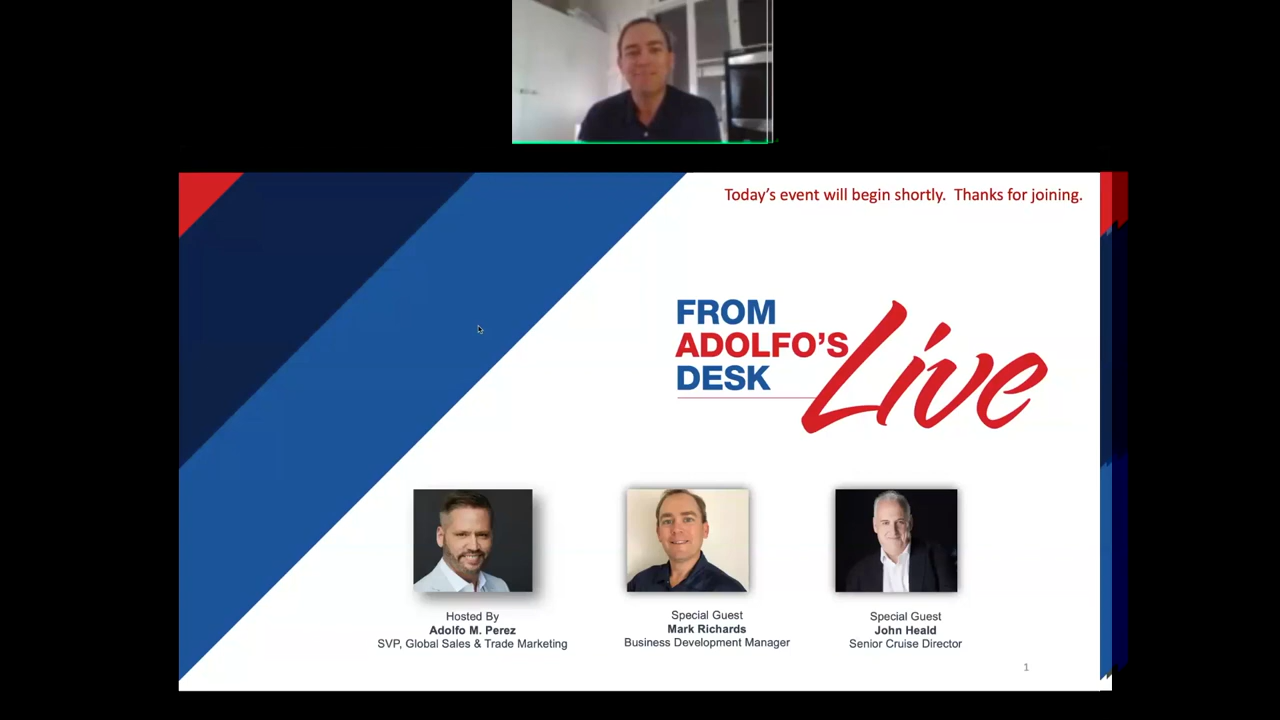 Today's event will begin shortly.  Thanks for joining.
FROM
ADOLFO'S
DESK
Live
Hosted By
Adolfo M. Perez
SVP, Global Sales & Trade Marketing
Special Guest
Mark Richards
Business Development Manager
Special Guest
John Heald
Senior Cruise Director
1